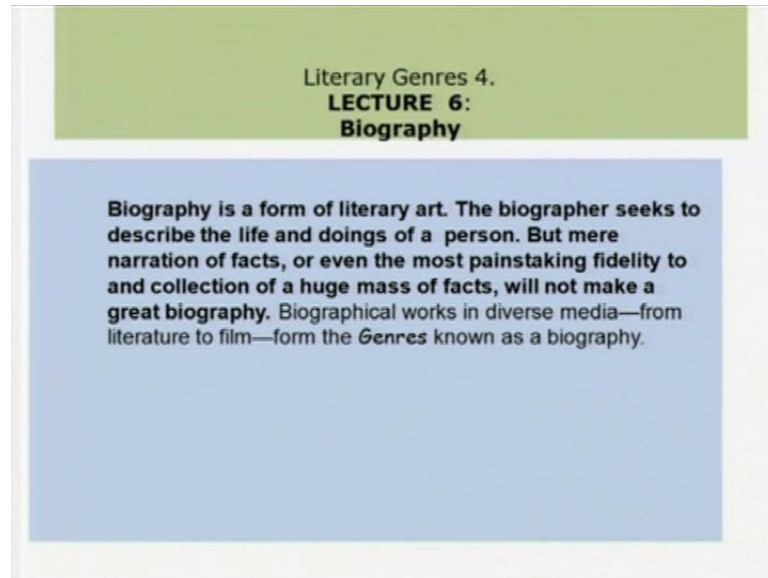 Literary Genres 4.
LECTURE 6:
Biography
Biography is a form of literary art. The biographer seeks to
describe the life and doings of a person. But mere
narration of facts, or even the most painstaking fidelity to
and collection of a huge mass of facts, will not make a
great biography. Biographical works in diverse media—from
literature to film—form the Genres known as a biography.